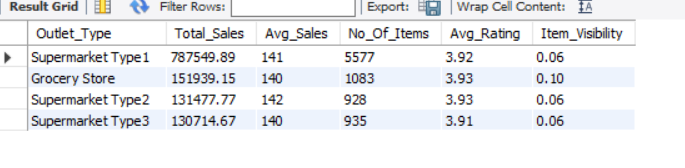 Result Grid Filter Rows: Export: Wrap Cell Content: IA
Outlet_Type Total_Sales Avg_Sales No_Of_Items Avg_Rating Item_Visibility
Supermarket Type1 787549.89 141 5577 3.92 0.06
Grocery Store 151939.15 140 1083 3.93 0.10
Supermarket Type2 131477.77 142 928 3.93 0.06
Supermarket Type3 130714.67 140 935 3.91 0.06